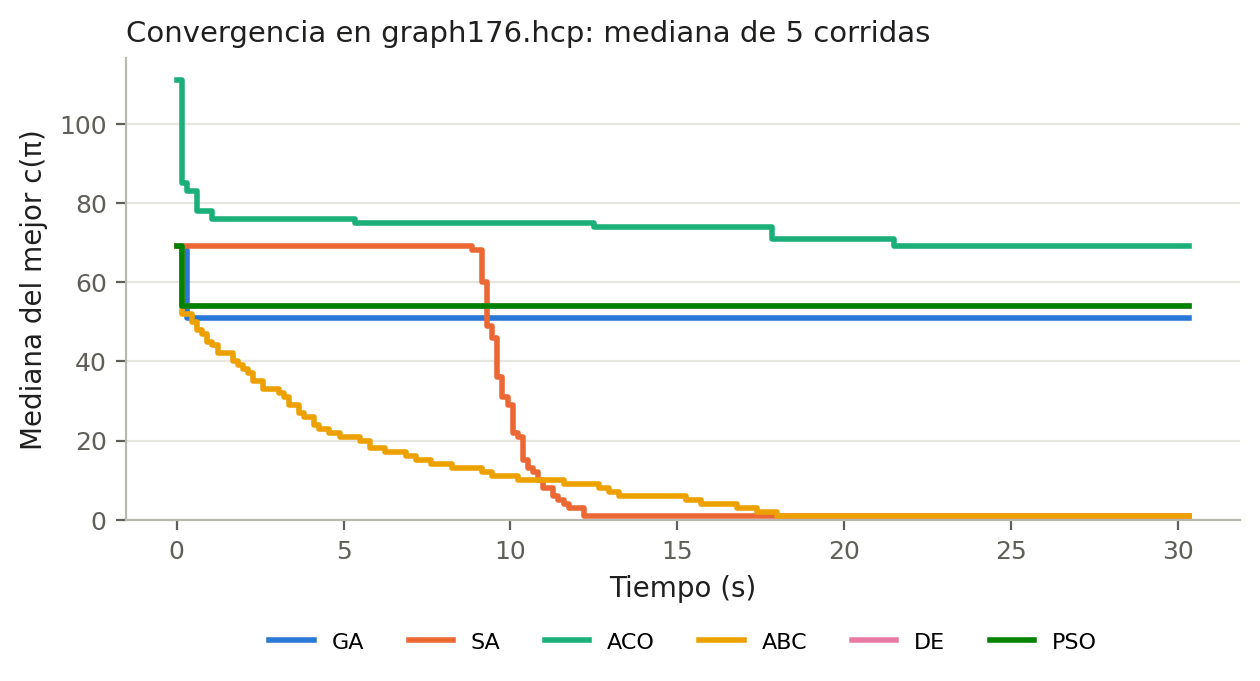 Convergencia en graph176.hcp: mediana de 5 corridas
Mediana del mejor c(π)
100
80
60
40
20
0
0 5 10 15 20 25 30
Tiempo (s)
GA SA ACO ABC DE PSO